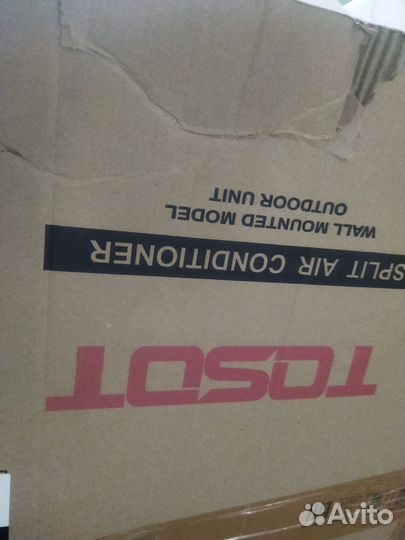 TOSOT
SPLIT AIR CONDITIONER
WALL MOUNTED MODEL
OUTDOOR UNIT
Avito